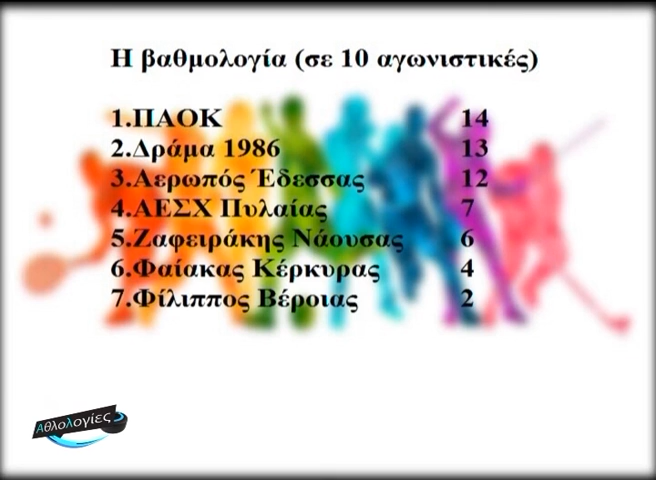 Η βαθμολογία (σε 10 αγωνιστικές)
1.ΠΑΟΚ 14
2.Δράμα 1986 13
3.Αερωπός Έδεσσας 12
4.ΑΕΣΧ Πυλαίας 7
5.Ζαφειράκης Νάουσας 6
6.Φαίακας Κέρκυρας 4
7.Φίλιππος Βέροιας 2
Αθλολογίες